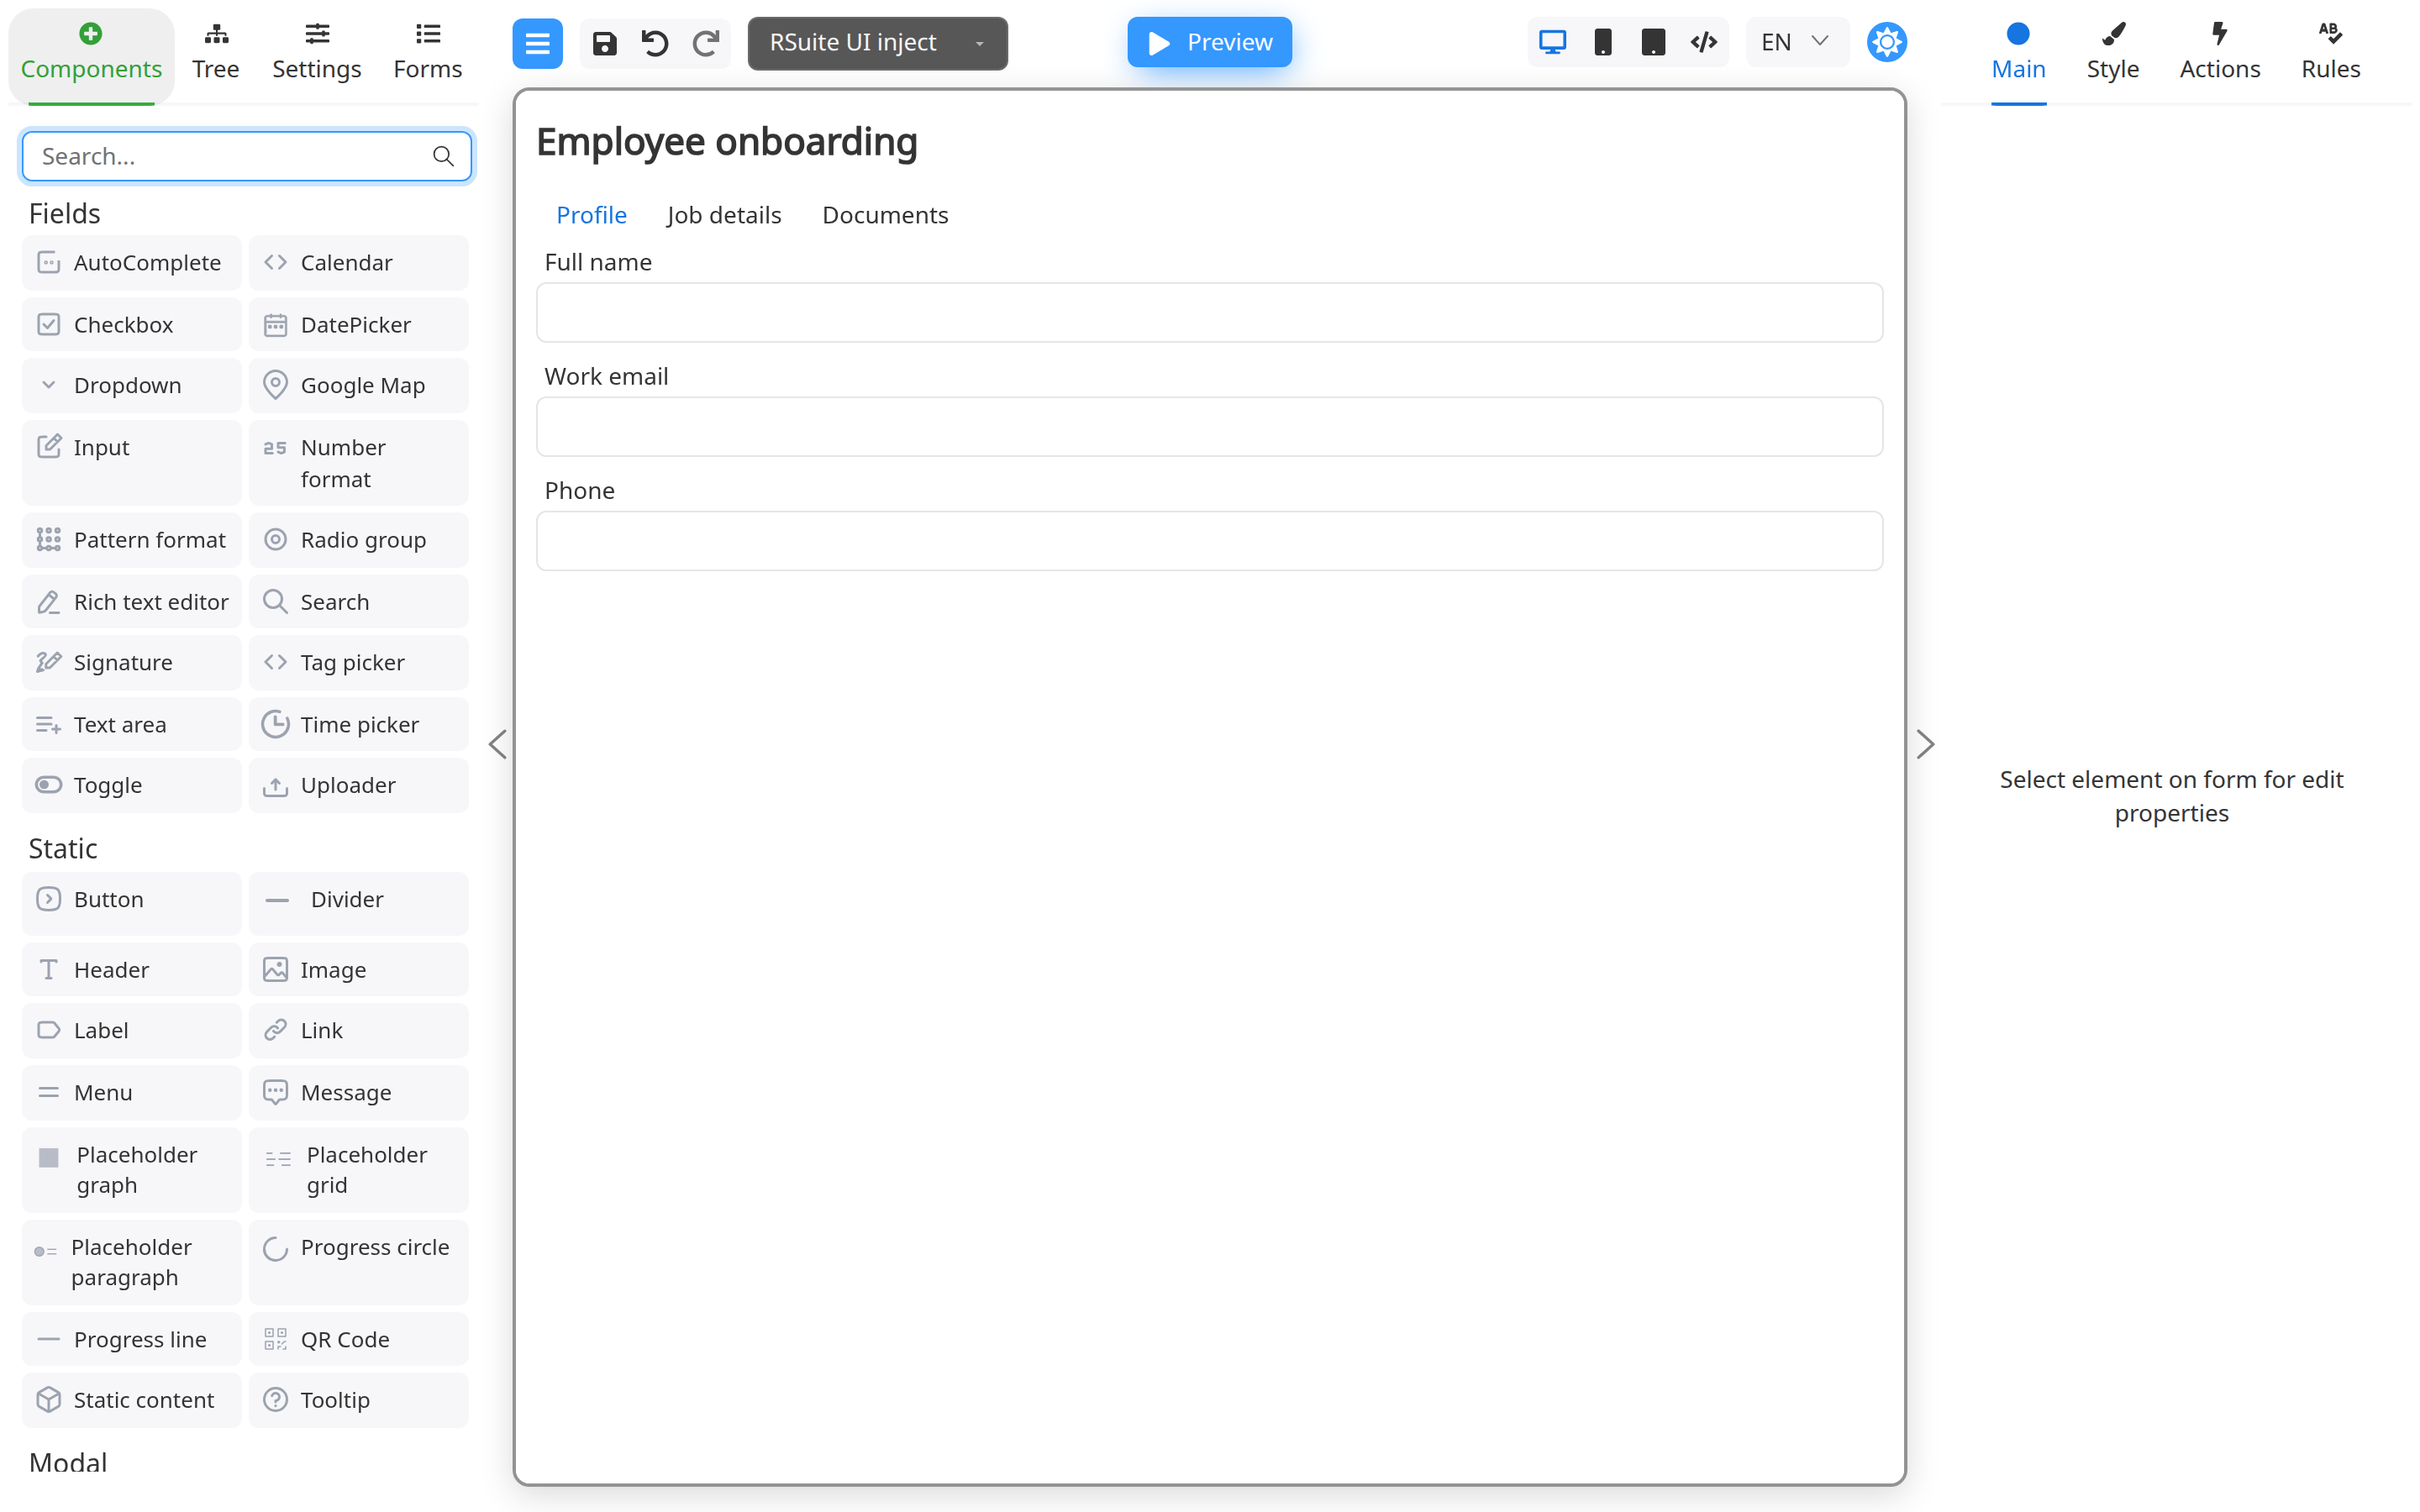 Components
Tree
Settings
Forms
RSuite UI inject
Preview
EN
Main
Style
Actions
AB
Rules
Search...
Fields
AutoComplete
Calendar
Checkbox
DatePicker
Dropdown
Google Map
Input
25
Number
format
Pattern format
Radio group
Rich text editor
Search
Signature
Tag picker
Text area
Time picker
Toggle
Uploader
Static
Button
Divider
Header
Image
Label
Link
Menu
Message
Placeholder
graph
Placeholder
grid
Placeholder
paragraph
Progress circle
Progress line
QR Code
Static content
Tooltip
Modal
Employee onboarding
Profile
Job details
Documents
Full name
Work email
Phone
Select element on form for edit
properties